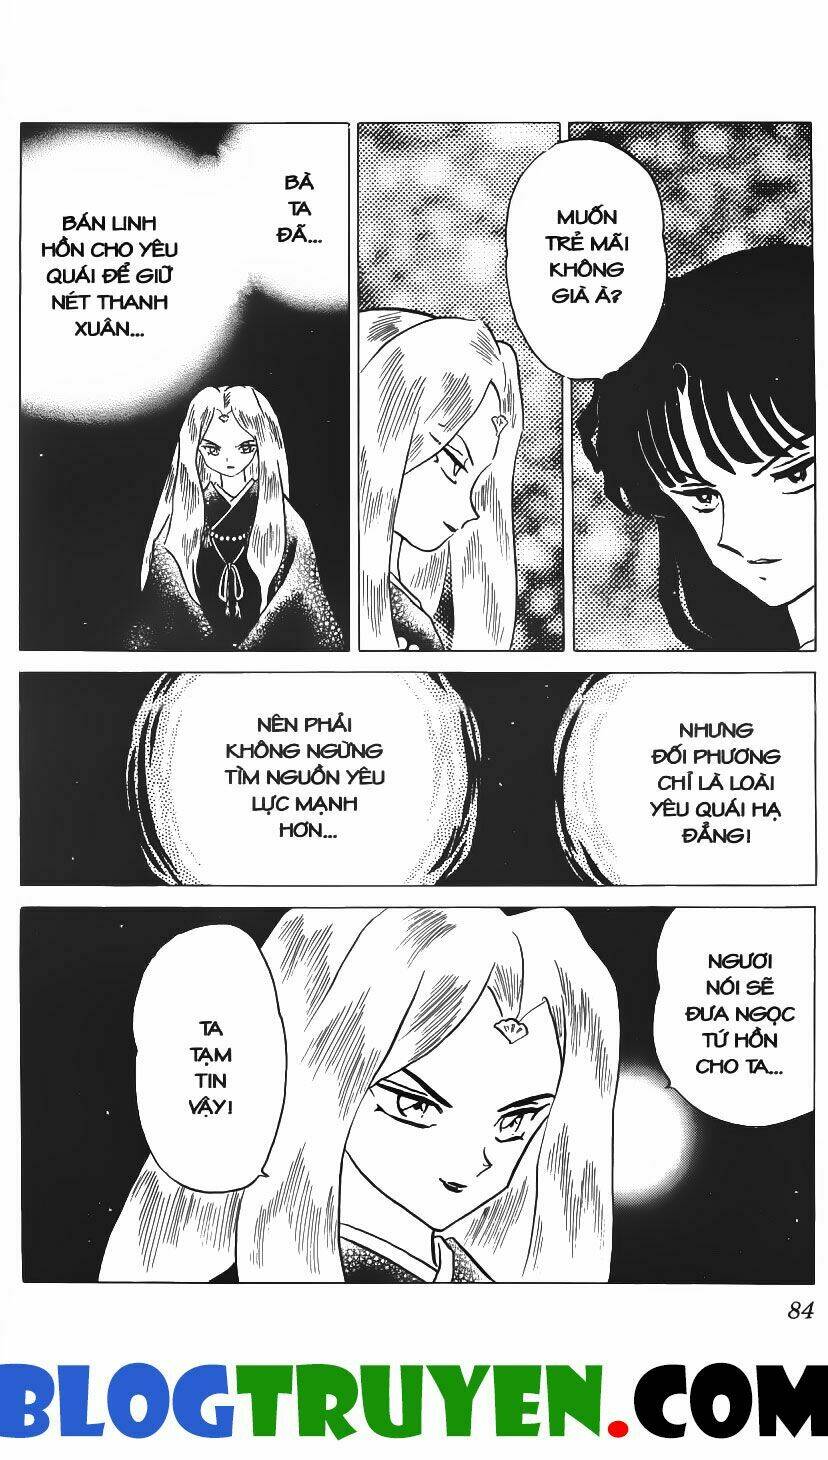 MUỐN
TRẺ MÃI
KHÔNG
GIÀ À?
BÀ
TA
ĐÃ...
BÁN LINH
HỒN CHO YÊU
QUÁI ĐỂ GIỮ
NÉT THANH
XUÂN...
NHƯNG
ĐỐI PHƯƠNG
CHỈ LÀ LOÀI
YÊU QUÁI HẠ
ĐẲNG!
NÊN PHẢI
KHÔNG NGỪNG
TÌM NGUỒN YÊU
LỰC MẠNH
HƠN...
NGƯƠI
NÓI SẼ
ĐƯA NGỌC
TỨ HỒN
CHO TA...
TA
TẠM
TIN
VẬY!
84
BLOGTRUYEN.COM